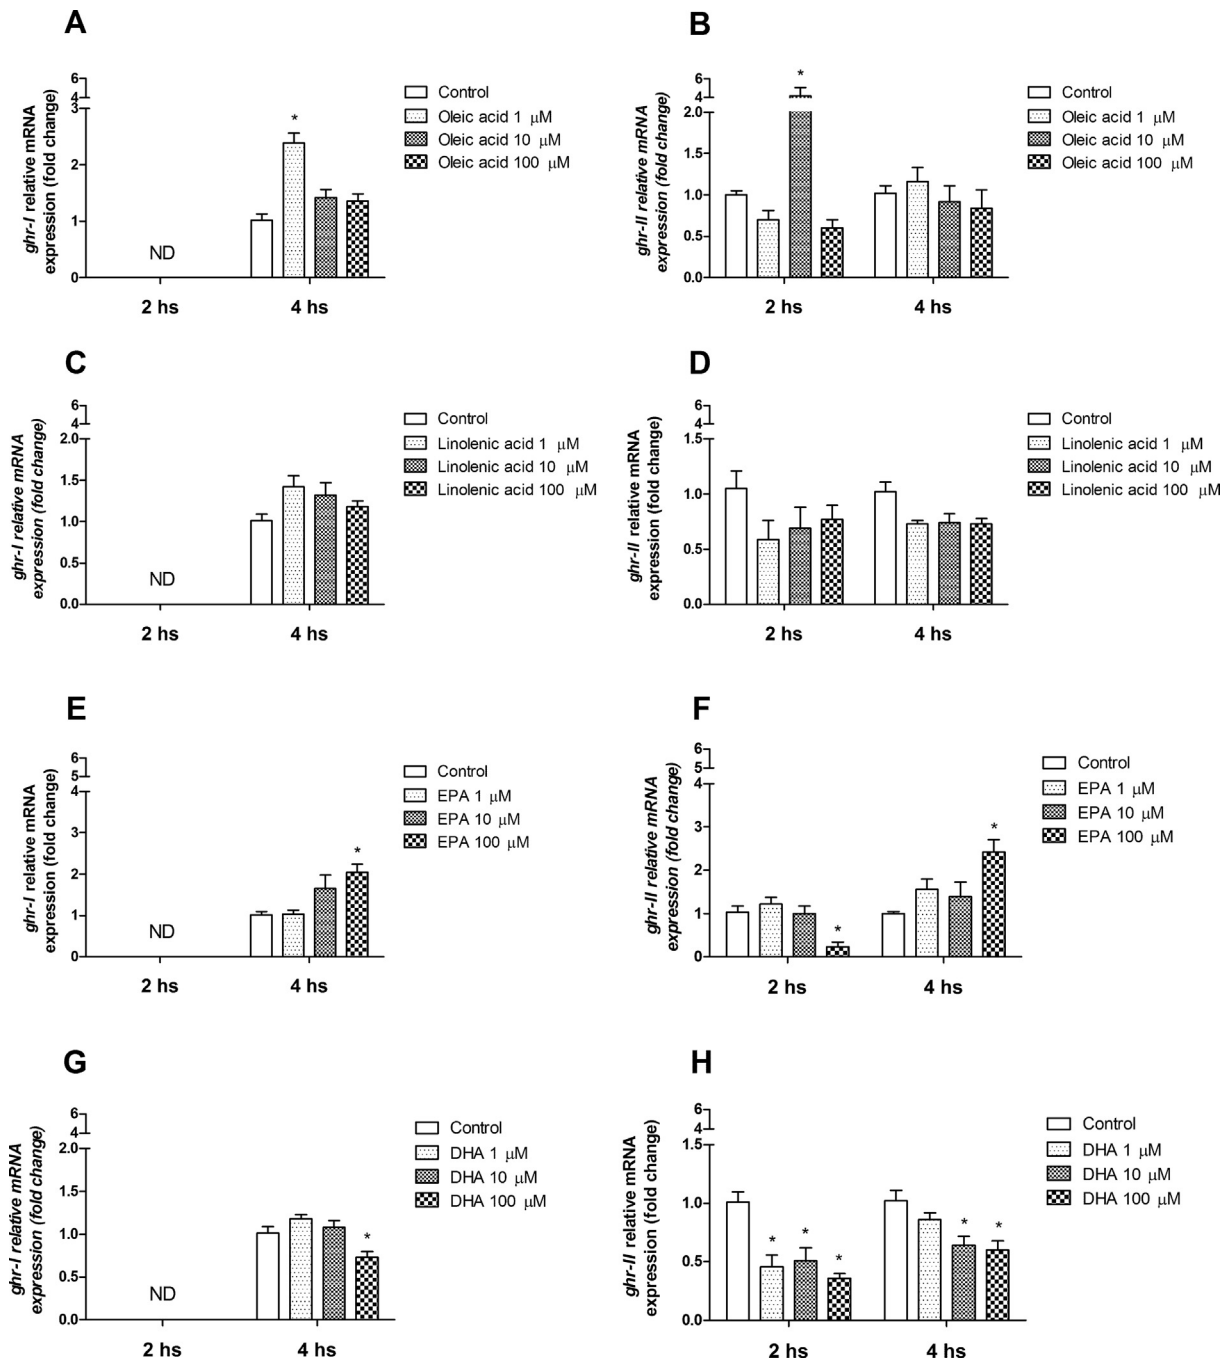 A
ghr-I relative mRNA
expression (fold change)
6
4
3
2
1
0
*
ND
2 hs
4 hs
Control
Oleic acid 1 μM
Oleic acid 10 μM
Oleic acid 100 μM
B
ghr-II relative mRNA
expression (fold change)
6
4
2.0
1.0
0.5
0.0
*
2 hs
4 hs
Control
Oleic acid 1 μM
Oleic acid 10 μM
Oleic acid 100 μM
C
ghr-I relative mRNA
expression (fold change)
6
4
2.0
1.5
1.0
0.5
0.0
ND
2 hs
4 hs
Control
Linolenic acid 1 μM
Linolenic acid 10 μM
Linolenic acid 100 μM
D
ghr-II relative mRNA
expression (fold change)
6
4
1.5
1.0
0.5
0.0
2 hs
4 hs
Control
Linolenic acid 1 μM
Linolenic acid 10 μM
Linolenic acid 100 μM
E
ghr-I relative mRNA
expression (fold change)
6
5
4
3
2
1
0
*
ND
2 hs
4 hs
Control
EPA 1 μM
EPA 10 μM
EPA 100 μM
F
ghr-II relative mRNA
expression (fold change)
6
5
4
3
2
1
0
*
*
2 hs
4 hs
Control
EPA 1 μM
EPA 10 μM
EPA 100 μM
G
ghr-I relative mRNA
expression (fold change)
6
4
2.0
1.5
1.0
0.5
0.0
*
ND
2 hs
4 hs
Control
DHA 1 μM
DHA 10 μM
DHA 100 μM
H
ghr-II relative mRNA
expression (fold change)
6
4
1.5
1.0
0.5
0.0
* * *
* *
2 hs
4 hs
Control
DHA 1 μM
DHA 10 μM
DHA 100 μM